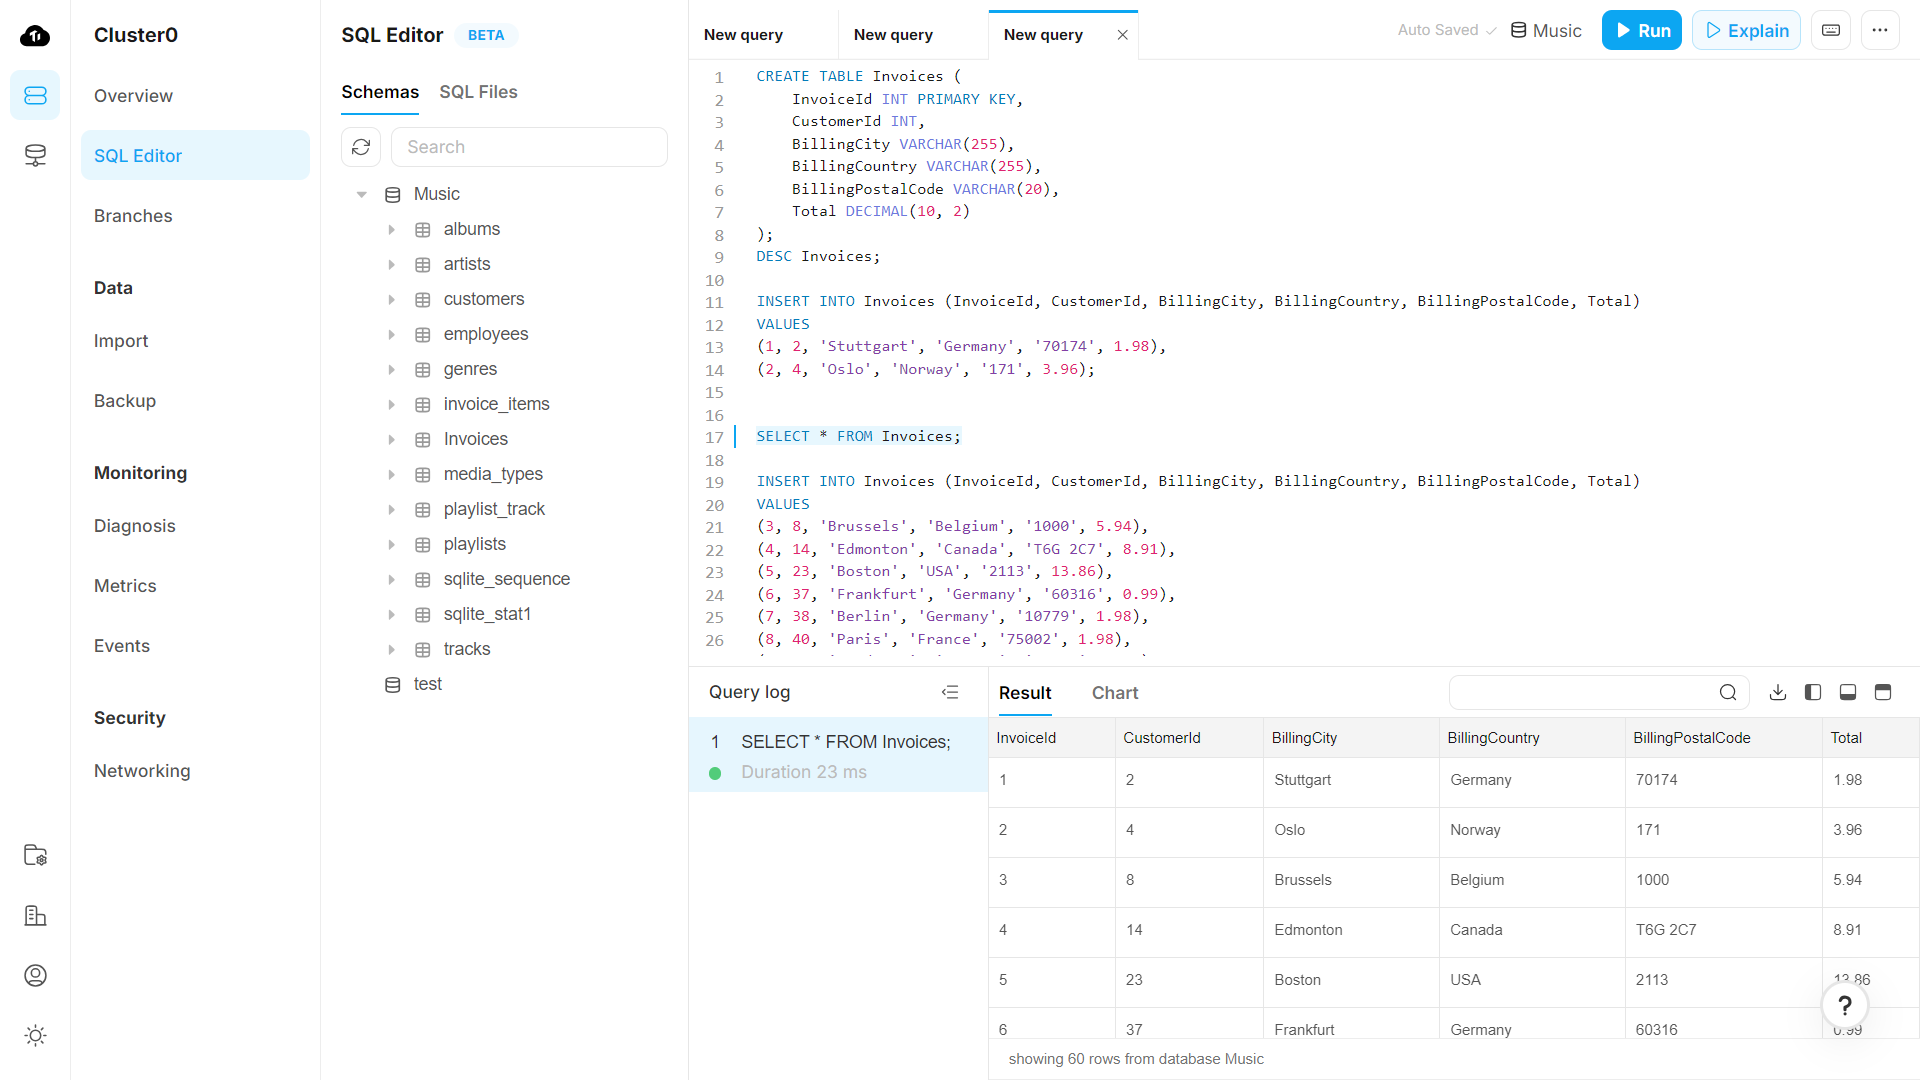 Cluster0
Overview
SQL Editor
Branches
Data
Import
Backup
Monitoring
Diagnosis
Metrics
Events
Security
Networking
SQL Editor BETA
Schemas SQL Files
Search
Music
albums
artists
customers
employees
genres
invoice_items
Invoices
media_types
playlist_track
playlists
sqlite_sequence
sqlite_stat1
tracks
test
New query New query New query
Auto Saved Music Run Explain
1 CREATE TABLE Invoices (
2 InvoiceId INT PRIMARY KEY,
3 CustomerId INT,
4 BillingCity VARCHAR(255),
5 BillingCountry VARCHAR(255),
6 BillingPostalCode VARCHAR(20),
7 Total DECIMAL(10, 2)
8 );
9 DESC Invoices;
10
11 INSERT INTO Invoices (InvoiceId, CustomerId, BillingCity, BillingCountry, BillingPostalCode, Total)
12 VALUES
13 (1, 2, 'Stuttgart', 'Germany', '70174', 1.98),
14 (2, 4, 'Oslo', 'Norway', '171', 3.96);
15
16
17 SELECT * FROM Invoices;
18
19 INSERT INTO Invoices (InvoiceId, CustomerId, BillingCity, BillingCountry, BillingPostalCode, Total)
20 VALUES
21 (3, 8, 'Brussels', 'Belgium', '1000', 5.94),
22 (4, 14, 'Edmonton', 'Canada', 'T6G 2C7', 8.91),
23 (5, 23, 'Boston', 'USA', '2113', 13.86),
24 (6, 37, 'Frankfurt', 'Germany', '60316', 0.99),
25 (7, 38, 'Berlin', 'Germany', '10779', 1.98),
26 (8, 40, 'Paris', 'France', '75002', 1.98),
Query log
1 SELECT * FROM Invoices;
Duration 23 ms
Result Chart
InvoiceId CustomerId BillingCity BillingCountry BillingPostalCode Total
1 2 Stuttgart Germany 70174 1.98
2 4 Oslo Norway 171 3.96
3 8 Brussels Belgium 1000 5.94
4 14 Edmonton Canada T6G 2C7 8.91
5 23 Boston USA 2113 13.86
6 37 Frankfurt Germany 60316 0.99
?
showing 60 rows from database Music